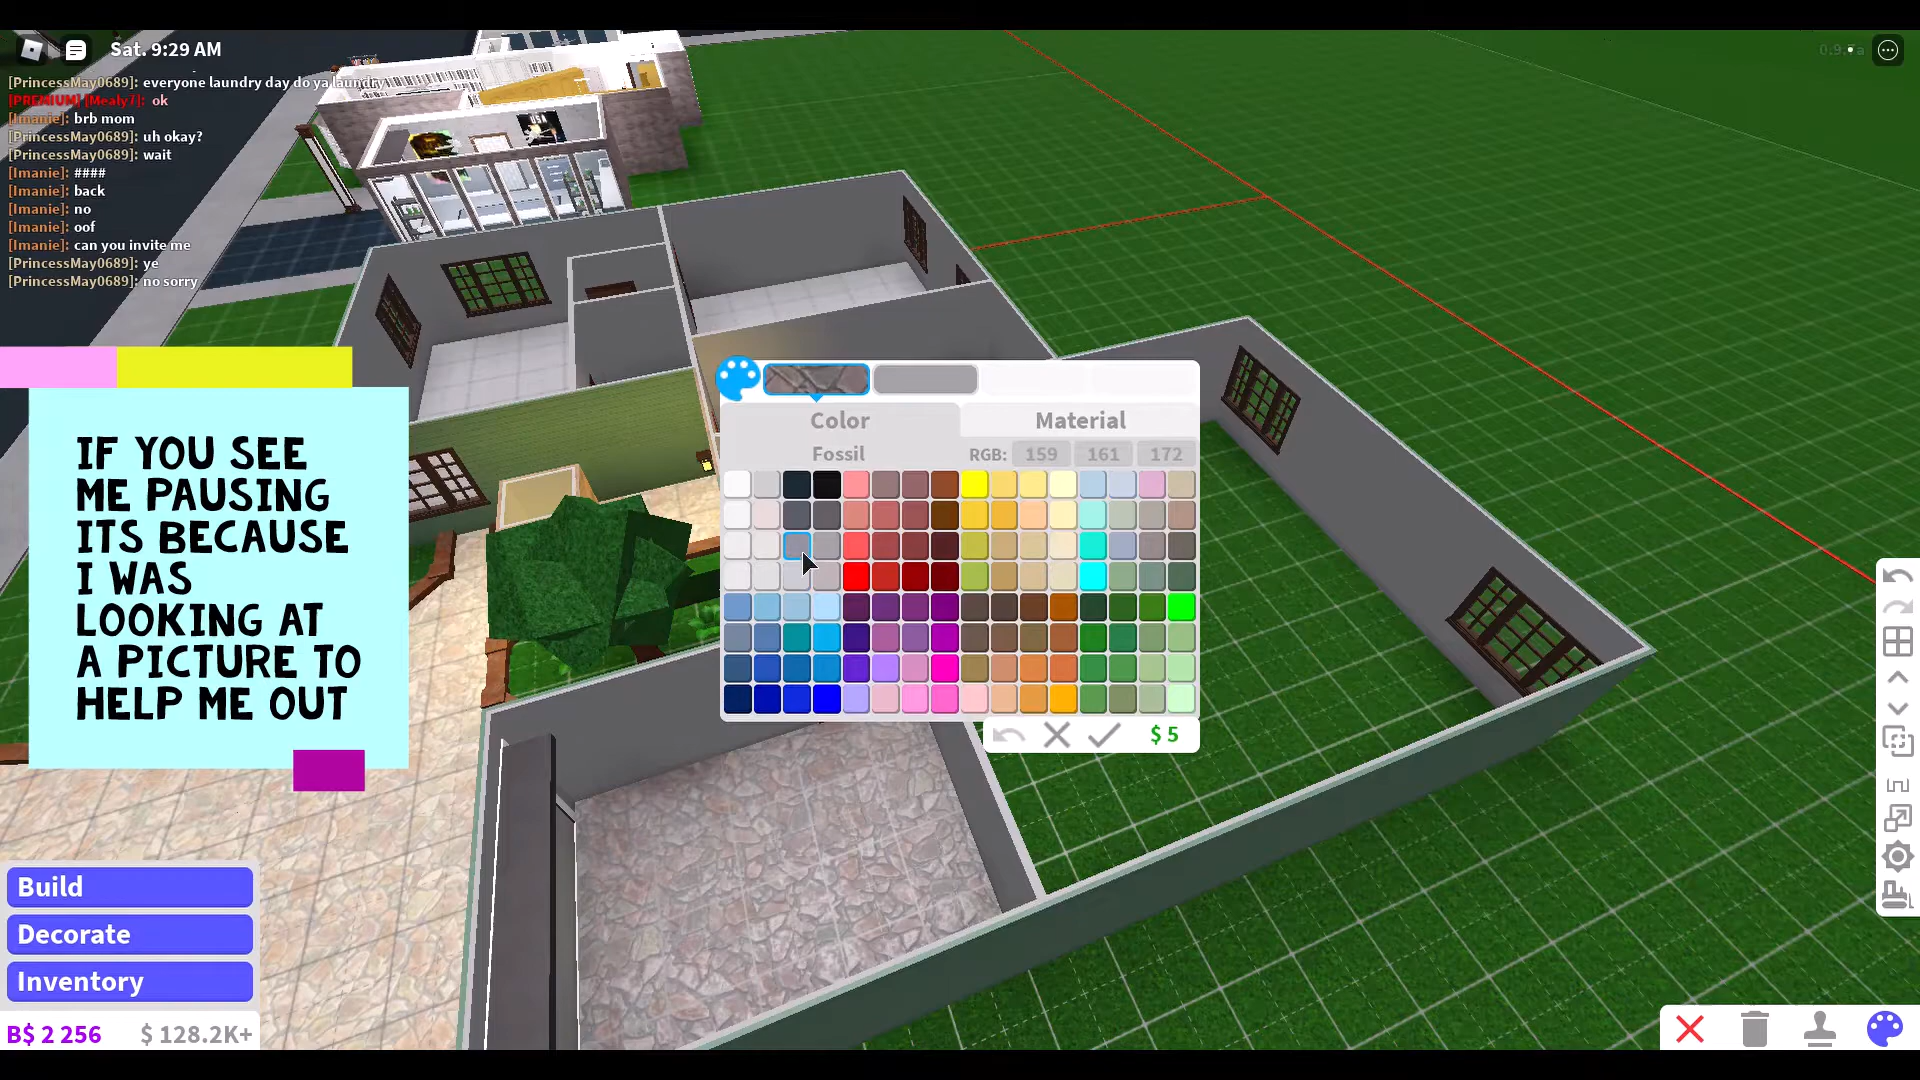 Sat. 9:29 AM
[PrincessMay0689]: everyone laundry day do ya laundry
[PREMIUM] [Mealy7]: ok
[Imanie]: brb mom
[PrincessMay0689]: uh okay?
[PrincessMay0689]: wait
[Imanie]: ####
[Imanie]: back
[Imanie]: no
[Imanie]: oof
[Imanie]: can you invite me
[PrincessMay0689]: ye
[PrincessMay0689]: no sorry
USA
IF YOU SEE
ME PAUSING
ITS BECAUSE
I WAS
LOOKING AT
A PICTURE TO
HELP ME OUT
Color
Material
Fossil
RGB: 159 161 172
$ 5
Build
Decorate
Inventory
B$ 2 256
$ 128.2K+